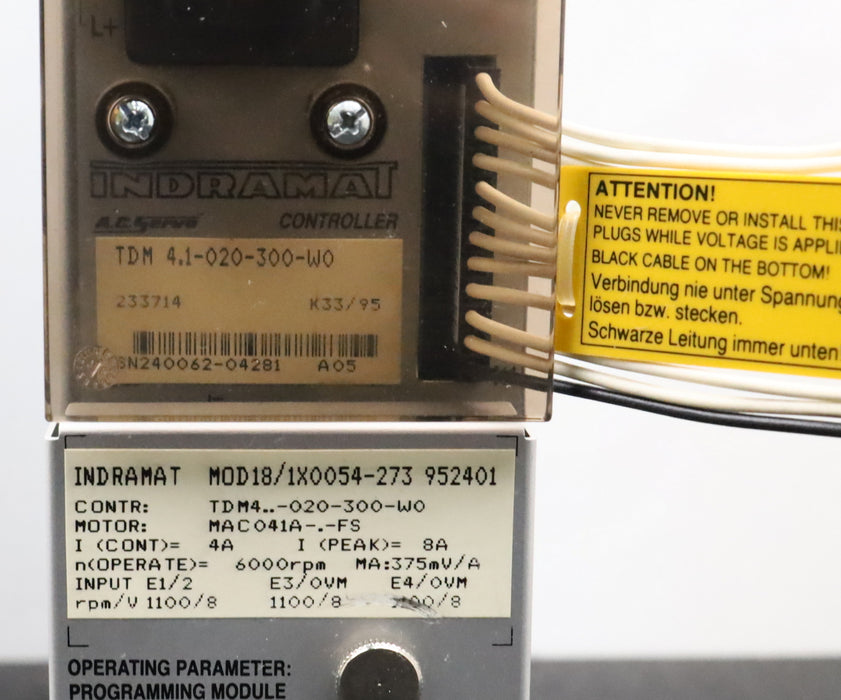 L+
INDRAMAT
A.C. Servo CONTROLLER
TDM 4.1-020-300-W0
233714 K33/95
SN240062-04281 A05
ATTENTION!
NEVER REMOVE OR INSTALL THIS
PLUGS WHILE VOLTAGE IS APPLI
BLACK CABLE ON THE BOTTOM!
Verbindung nie unter Spannung
lösen bzw. stecken.
Schwarze Leitung immer unten
INDRAMAT MOD18/1X0054-273 952401
CONTR: TDM4..-020-300-W0
MOTOR: MAC041A-.-FS
I (CONT)= 4A I (PEAK)= 8A
n(OPERATE)= 6000rpm MA:375mV/A
INPUT E1/2 E3/0VM E4/0VM
rpm/V 1100/8 1100/8 1100/8
OPERATING PARAMETER:
PROGRAMMING MODULE